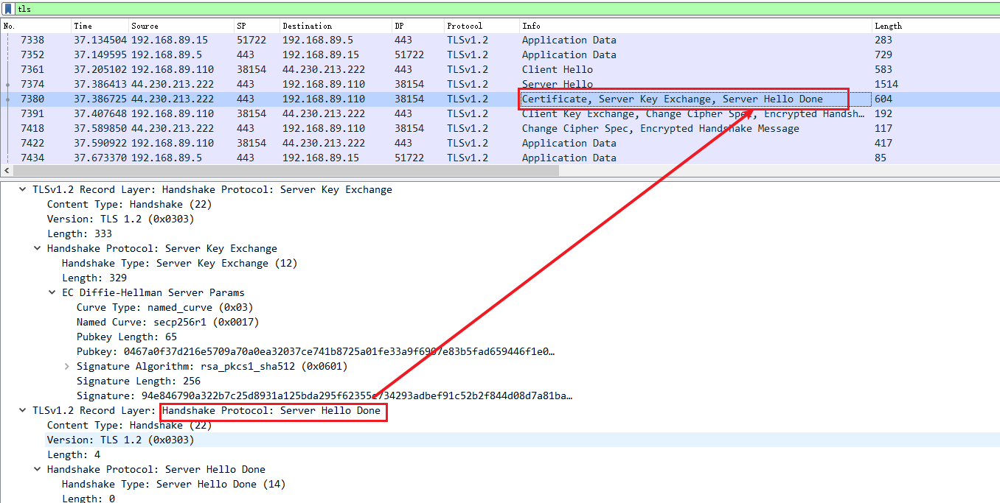 tls
No. Time Source SP Destination DP Protocol Info Length
7338 37.134504 192.168.89.15 51722 192.168.89.5 443 TLSv1.2 Application Data 283
7352 37.149595 192.168.89.5 443 192.168.89.15 51722 TLSv1.2 Application Data 729
7361 37.205102 192.168.89.110 38154 44.230.213.222 443 TLSv1.2 Client Hello 583
7374 37.386413 44.230.213.222 443 192.168.89.110 38154 TLSv1.2 Server Hello 1514
7380 37.386725 44.230.213.222 443 192.168.89.110 38154 TLSv1.2 Certificate, Server Key Exchange, Server Hello Done 604
7391 37.407648 192.168.89.110 38154 44.230.213.222 443 TLSv1.2 Client Key Exchange, Change Cipher Spec, Encrypted Handsh… 192
7418 37.589850 44.230.213.222 443 192.168.89.110 38154 TLSv1.2 Change Cipher Spec, Encrypted Handshake Message 117
7422 37.590922 192.168.89.110 38154 44.230.213.222 443 TLSv1.2 Application Data 417
7434 37.673370 192.168.89.5 443 192.168.89.15 51722 TLSv1.2 Application Data 85
TLSv1.2 Record Layer: Handshake Protocol: Server Key Exchange
Content Type: Handshake (22)
Version: TLS 1.2 (0x0303)
Length: 333
Handshake Protocol: Server Key Exchange
Handshake Type: Server Key Exchange (12)
Length: 329
EC Diffie-Hellman Server Params
Curve Type: named_curve (0x03)
Named Curve: secp256r1 (0x0017)
Pubkey Length: 65
Pubkey:
Signature Algorithm: rsa_pkcs1_sha512 (0x0601)
Signature Length: 256
Signature:
TLSv1.2 Record Layer: Handshake Protocol: Server Hello Done
Content Type: Handshake (22)
Version: TLS 1.2 (0x0303)
Length: 4
Handshake Protocol: Server Hello Done
Handshake Type: Server Hello Done (14)
Length: 0